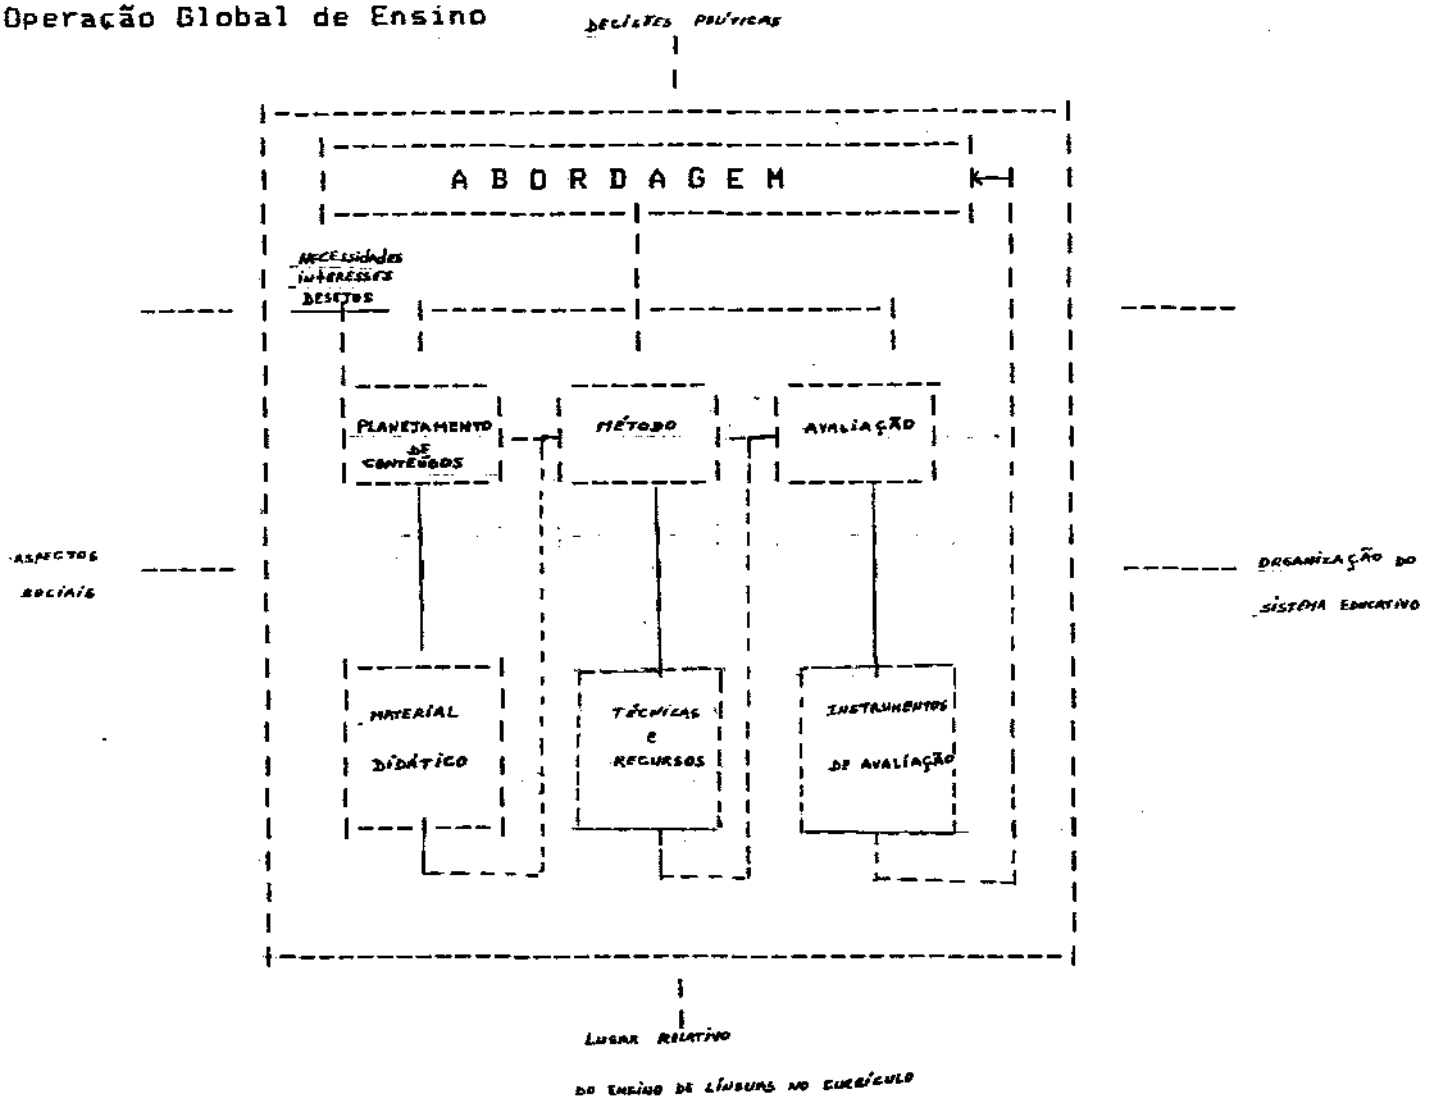 Operação Global de Ensino
DECISÕES POLÍTICAS
ABORDAGEM
NECESSIDADES
INTERESSES
DESEJOS
PLANEJAMENTO
DE
CONTEÚDOS
MÉTODO
AVALIAÇÃO
ASPECTOS
SOCIAIS
ORGANIZAÇÃO DO
SISTEMA EDUCATIVO
MATERIAL
DIDÁTICO
TÉCNICAS
e
RECURSOS
INSTRUMENTOS
DE AVALIAÇÃO
LUGAR RELATIVO
DO ENSINO DE LÍNGUAS NO CURRÍCULO